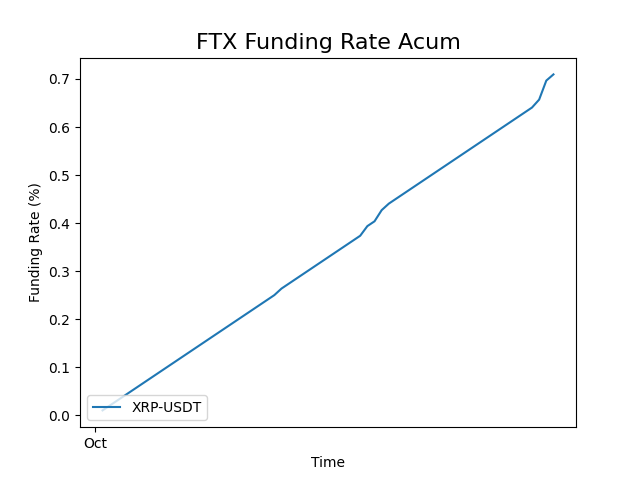 FTX Funding Rate Acum
Funding Rate (%)
0.7
0.6
0.5
0.4
0.3
0.2
0.1
0.0
XRP-USDT
Oct
Time